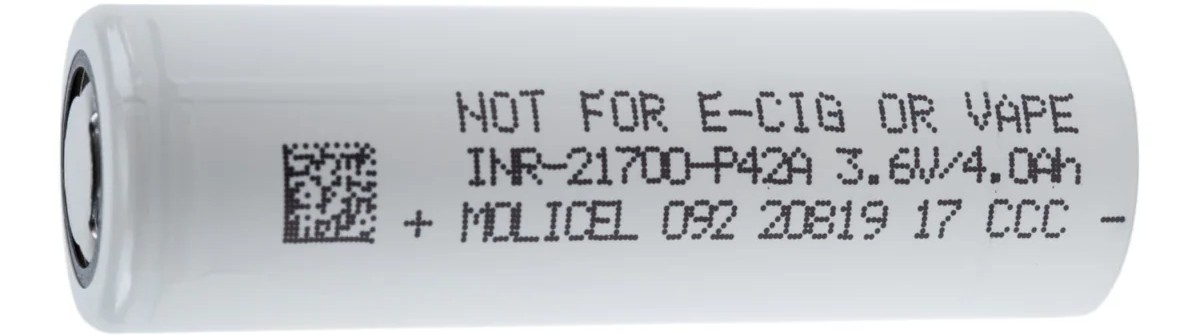 NOT FOR E-CIG OR VAPE
INR-21700-P42A 3.6V/4.0Ah
+ MOLICEL 092 20819 17 CCC -